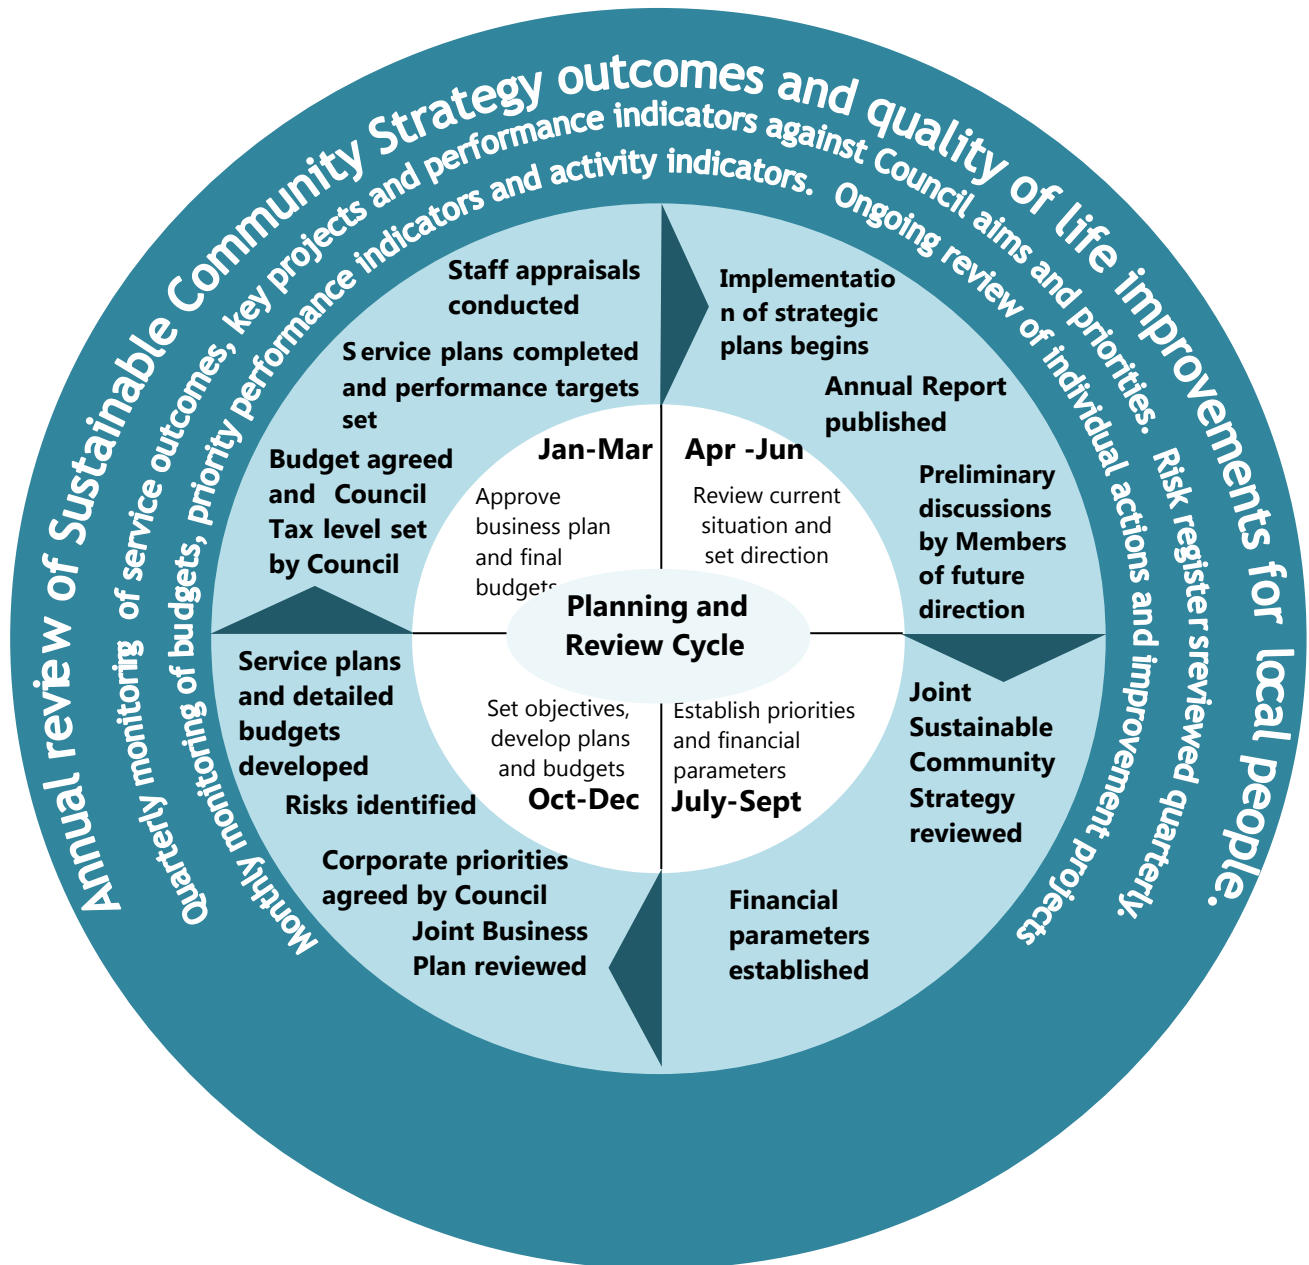 Annual review of Sustainable Community Strategy outcomes and quality of life improvements for local people.
Quarterly monitoring of service outcomes, key projects and performance indicators against Council aims and priorities. Risk registers reviewed quarterly.
Monthly monitoring of budgets, priority performance indicators and activity indicators. Ongoing review of individual actions and improvement projects
Staff appraisals
conducted
Service plans completed
and performance targets
set
Budget agreed
and Council
Tax level set
by Council
Implementatio
n of strategic
plans begins
Annual Report
published
Preliminary
discussions
by Members
of future
direction
Jan-Mar
Approve
business plan
and final
budgets
Apr -Jun
Review current
situation and
set direction
Planning and
Review Cycle
Set objectives,
develop plans
and budgets
Oct-Dec
Establish priorities
and financial
parameters
July-Sept
Service plans
and detailed
budgets
developed
Risks identified
Corporate priorities
agreed by Council
Joint Business
Plan reviewed
Joint
Sustainable
Community
Strategy
reviewed
Financial
parameters
established